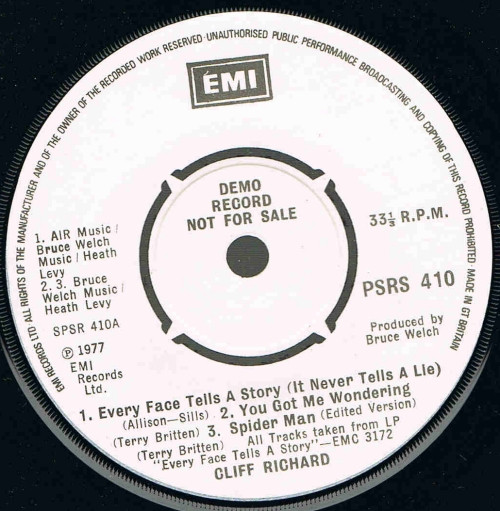 EMI RECORDS LTD ALL RIGHTS OF THE MANUFACTURER AND OF THE OWNER OF THE RECORDED WORK RESERVED·UNAUTHORISED PUBLIC PERFORMANCE BROADCASTING AND COPYING OF THIS RECORD PROHIBITED MADE IN GT BRITAIN
EMI
DEMO
RECORD
NOT FOR SALE
33⅓ R.P.M.
1. AIR Music/
Bruce Welch
Music/Heath
Levy
2. 3. Bruce
Welch Music/
Heath Levy
SPSR 410A
Ⓟ 1977
EMI
Records
Ltd.
PSRS 410
Produced by
Bruce Welch
1. Every Face Tells A Story (It Never Tells A Lie)
(Allison—Sills) 2. You Got Me Wondering
(Terry Britten) 3. Spider Man (Edited Version)
(Terry Britten) All Tracks taken from LP
"Every Face Tells A Story"—EMC 3172
CLIFF RICHARD